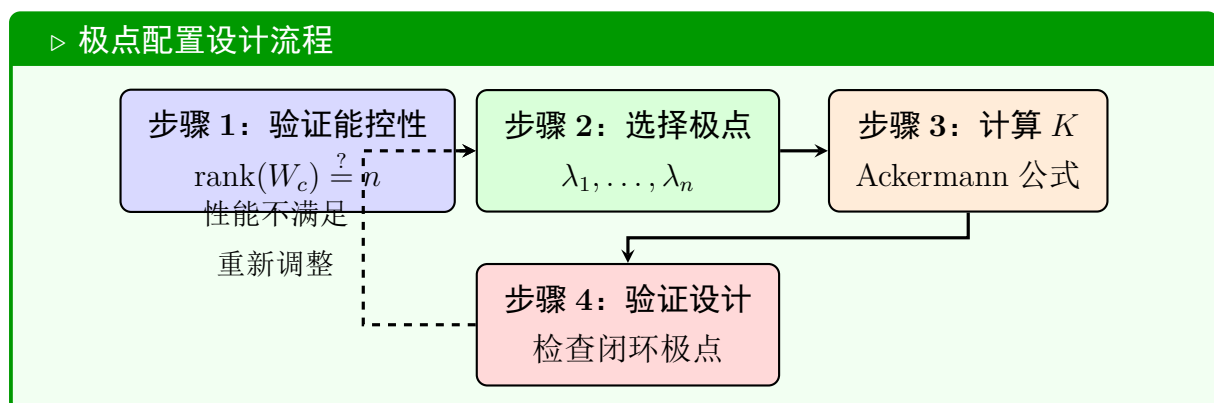 ▷ 极点配置设计流程
步骤 1：验证能控性
rank(W_c) ≟ n
步骤 2：选择极点
λ_1, . . . , λ_n
步骤 3：计算 K
Ackermann 公式
性能不满足
重新调整
步骤 4：验证设计
检查闭环极点